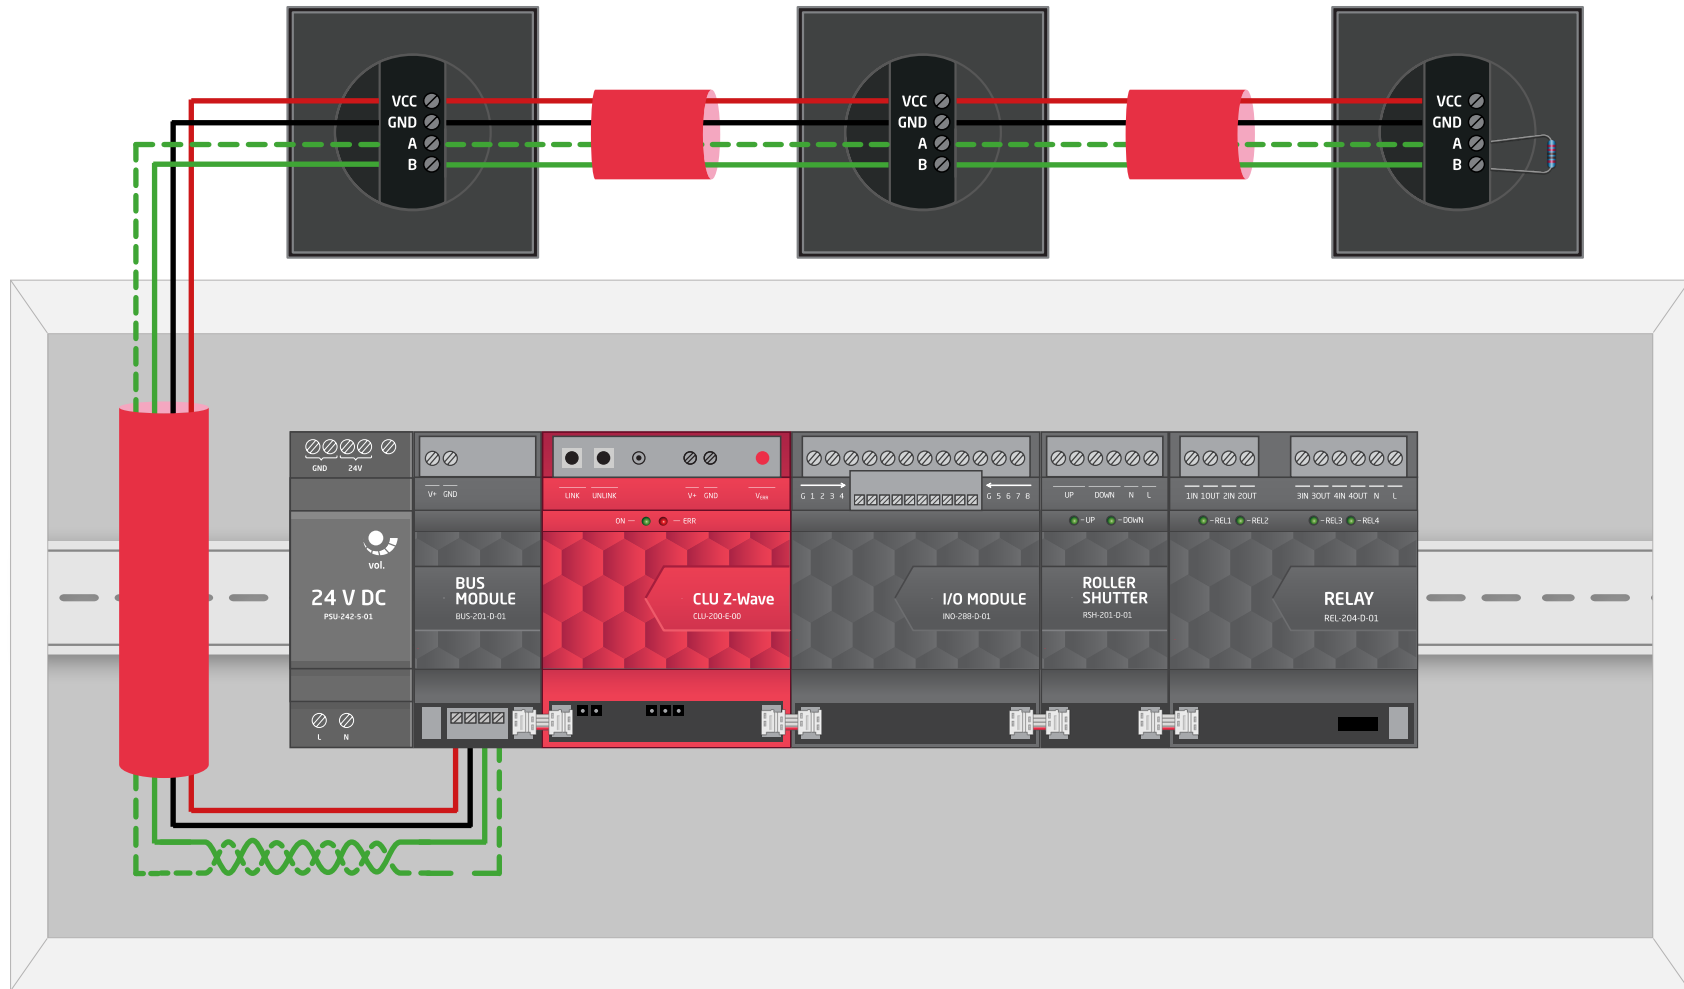 VCC
GND
A
B
VCC
GND
A
B
VCC
GND
A
B
GND 24V
V+ GND
LINK UNLINK V+ GND VERR
G 1 2 3 4 G 5 6 7 8
UP DOWN N L
1IN 1OUT 2IN 2OUT 3IN 3OUT 4IN 4OUT N L
ON ERR
-UP -DOWN
-REL1 -REL2 -REL3 -REL4
vol.
24 V DC
PSU-242-S-01
BUS
MODULE
BUS-201-D-01
CLU Z-Wave
CLU-200-E-00
I/O MODULE
INO-288-D-01
ROLLER
SHUTTER
RSH-201-D-01
RELAY
REL-204-D-01
L N